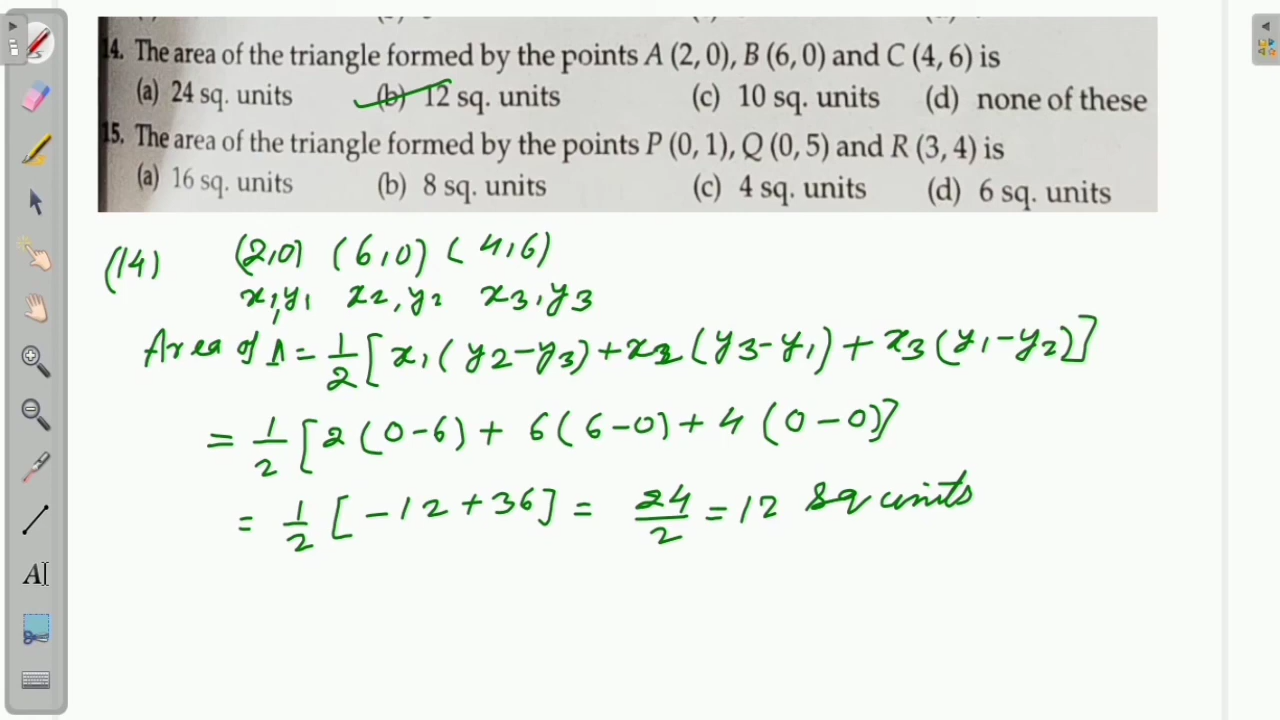 14. The area of the triangle formed by the points A (2, 0), B (6, 0) and C (4, 6) is
(a) 24 sq. units (b) 12 sq. units (c) 10 sq. units (d) none of these
15. The area of the triangle formed by the points P (0, 1), Q (0, 5) and R (3, 4) is
(a) 16 sq. units (b) 8 sq. units (c) 4 sq. units (d) 6 sq. units
(14) (2,0) (6,0) (4,6)
x1,y1 x2,y2 x3,y3
Area of Δ = 1/2 [x1(y2-y3)+x2(y3-y1)+x3(y1-y2)]
= 1/2 [2(0-6)+ 6(6-0)+4(0-0)]
= 1/2 [-12+36] = 24/2 = 12 sq units
A